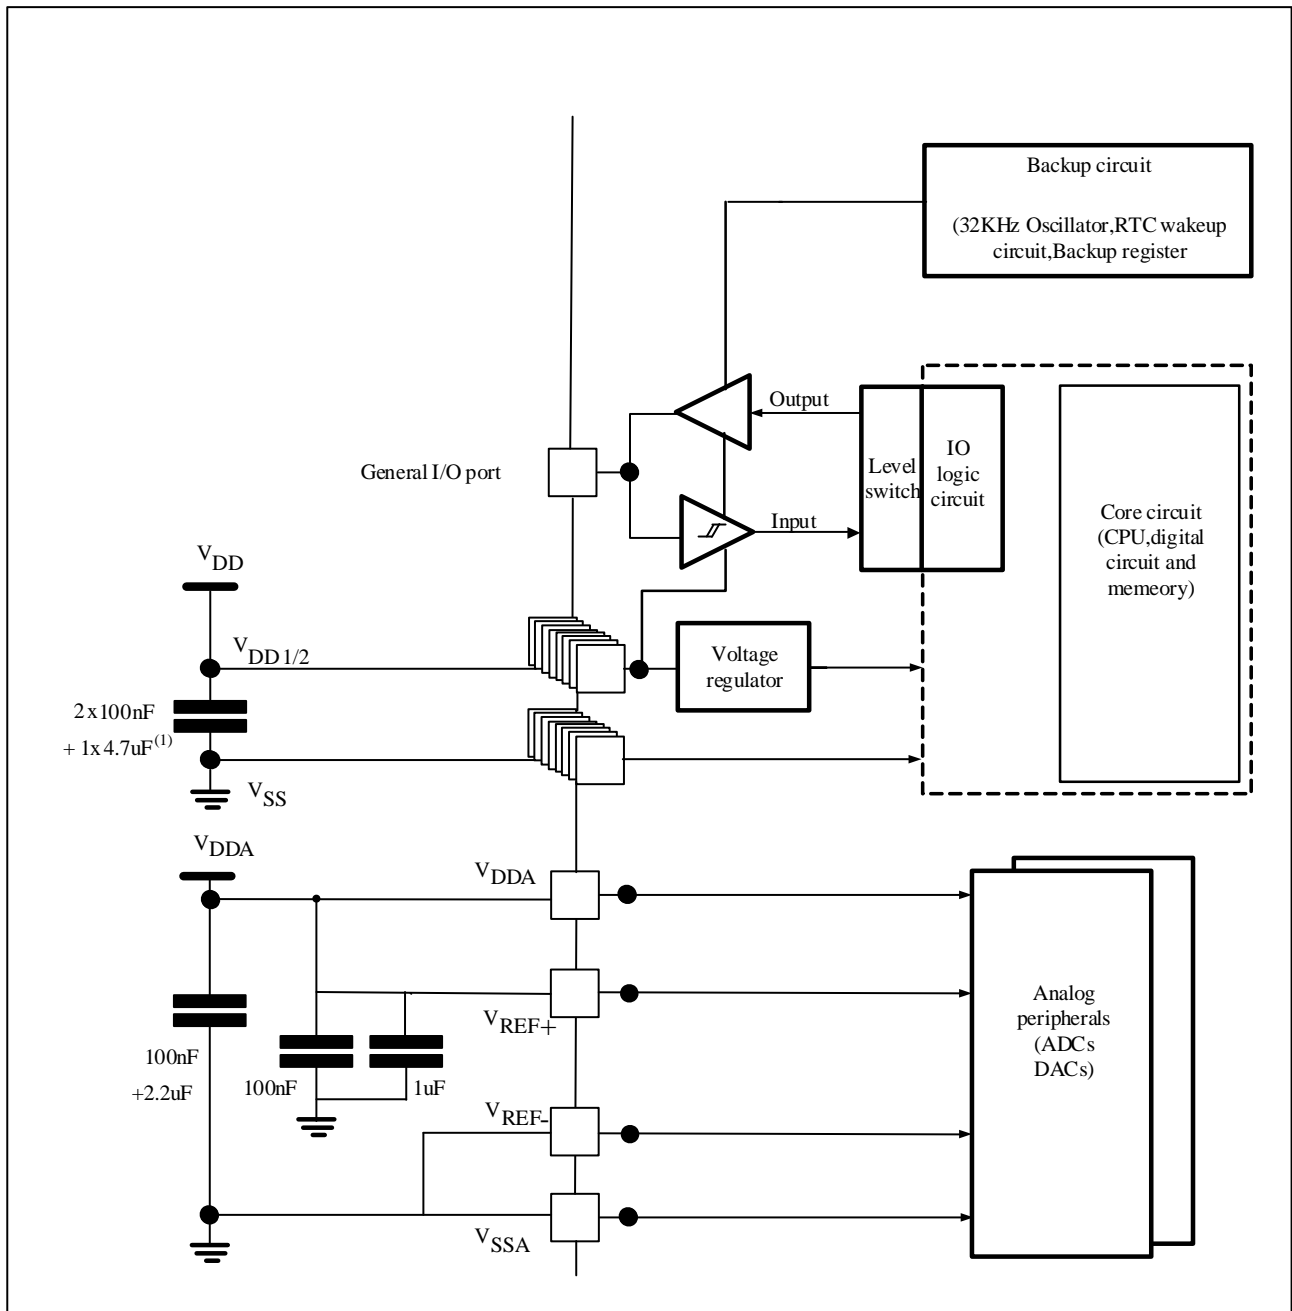 Backup circuit
(32KHz Oscillator,RTC wakeup
circuit,Backup register
Output
General I/O port
Level
switch
IO
logic
circuit
Input
Core circuit
(CPU,digital
circuit and
memeory)
VDD
VDD 1/2
Voltage
regulator
2 x 100nF
+ 1x 4.7uF(1)
VSS
VDDA
VDDA
VREF+
Analog
peripherals
(ADCs
DACs)
100nF
+2.2uF
100nF
1uF
VREF-
VSSA